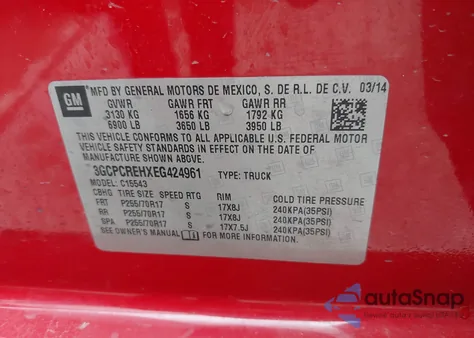 GM
MFD BY GENERAL MOTORS DE MEXICO, S. DE R.L. DE C.V. 03/14
GVWR GAWR FRT GAWR RR
3130 KG 1656 KG 1792 KG
6900 LB 3650 LB 3950 LB
THIS VEHICLE CONFORMS TO ALL APPLICABLE U.S. FEDERAL MOTOR
VEHICLE SAFETY STANDARDS IN EFFECT ON THE DATE OF
MANUFACTURE SHOWN ABOVE.
3GCPCREHXEG424961 TYPE: TRUCK
MODEL: C15543
CHBG TIRE SIZE SPEED RTG RIM COLD TIRE PRESSURE
FRT P255/70R17 S 17X8J 240KPA(35PSI)
RR P255/70R17 S 17X8J 240KPA(35PSI)
SPA P255/70R17 S 17X7.5J 240KPA(35PSI)
SEE OWNER'S MANUAL FOR MORE INFORMATION.
autoSnap